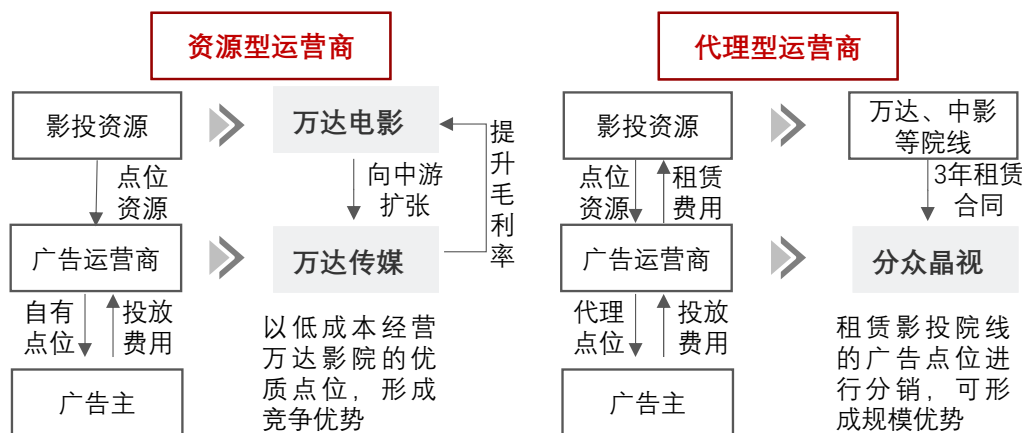 资源型运营商
影投资源
万达电影
点位
资源
向中游
扩张
提
升
毛
利
率
广告运营商
万达传媒
自有
点位
投放
费用
以低成本经营
万达影院的优
质点位，形成
竞争优势
广告主
代理型运营商
影投资源
万达、中影
等院线
点位
资源
租赁
费用
3年租赁
合同
广告运营商
分众晶视
代理
点位
投放
费用
租赁影投院线
的广告点位进
行分销，可形
成规模优势
广告主